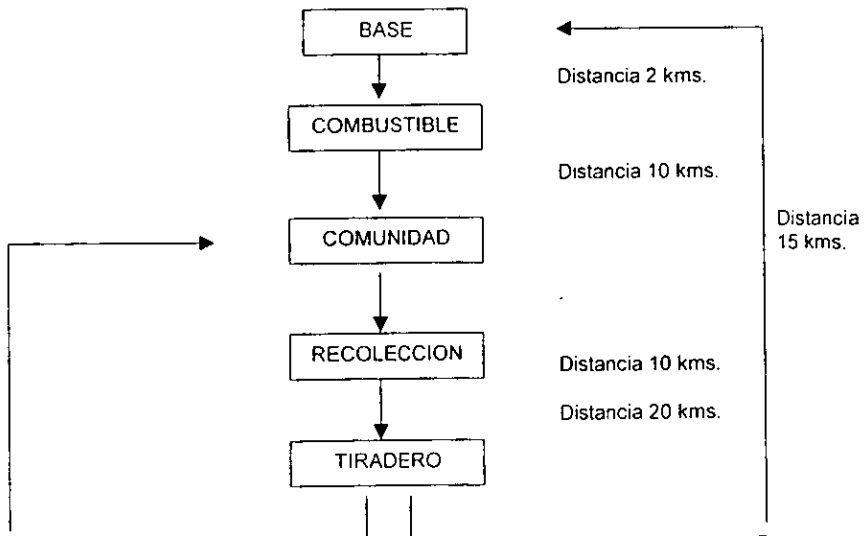 BASE
Distancia 2 kms.
COMBUSTIBLE
Distancia 10 kms.
COMUNIDAD
Distancia
15 kms.
RECOLECCION
Distancia 10 kms.
Distancia 20 kms.
TIRADERO